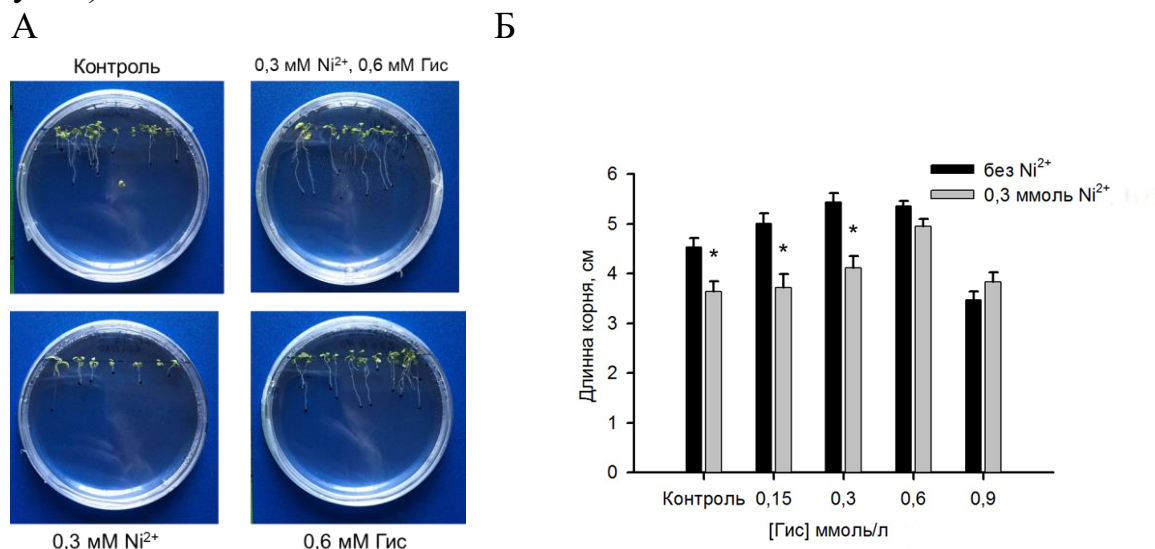 А
Б
Контроль
0,3 мМ Ni²⁺, 0,6 мМ Гис
0,3 мМ Ni²⁺
0,6 мМ Гис
без Ni²⁺
0,3 ммоль Ni²⁺
Длинна корня, см
6
5
4
3
2
1
0
* * *
Контроль 0,15 0,3 0,6 0,9
[Гис] ммоль/л